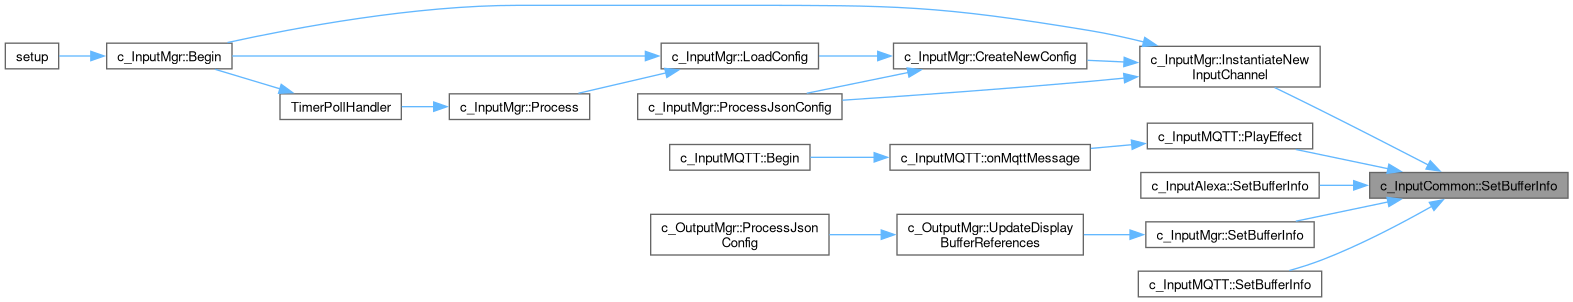 setup
c_InputMgr::Begin
TimerPollHandler
c_InputMgr::LoadConfig
c_InputMgr::Process
c_InputMgr::CreateNewConfig
c_InputMgr::ProcessJsonConfig
c_InputMgr::InstantiateNew
InputChannel
c_InputMQTT::Begin
c_InputMQTT::onMqttMessage
c_InputMQTT::PlayEffect
c_InputAlexa::SetBufferInfo
c_InputCommon::SetBufferInfo
c_OutputMgr::ProcessJson
Config
c_OutputMgr::UpdateDisplay
BufferReferences
c_InputMgr::SetBufferInfo
c_InputMQTT::SetBufferInfo